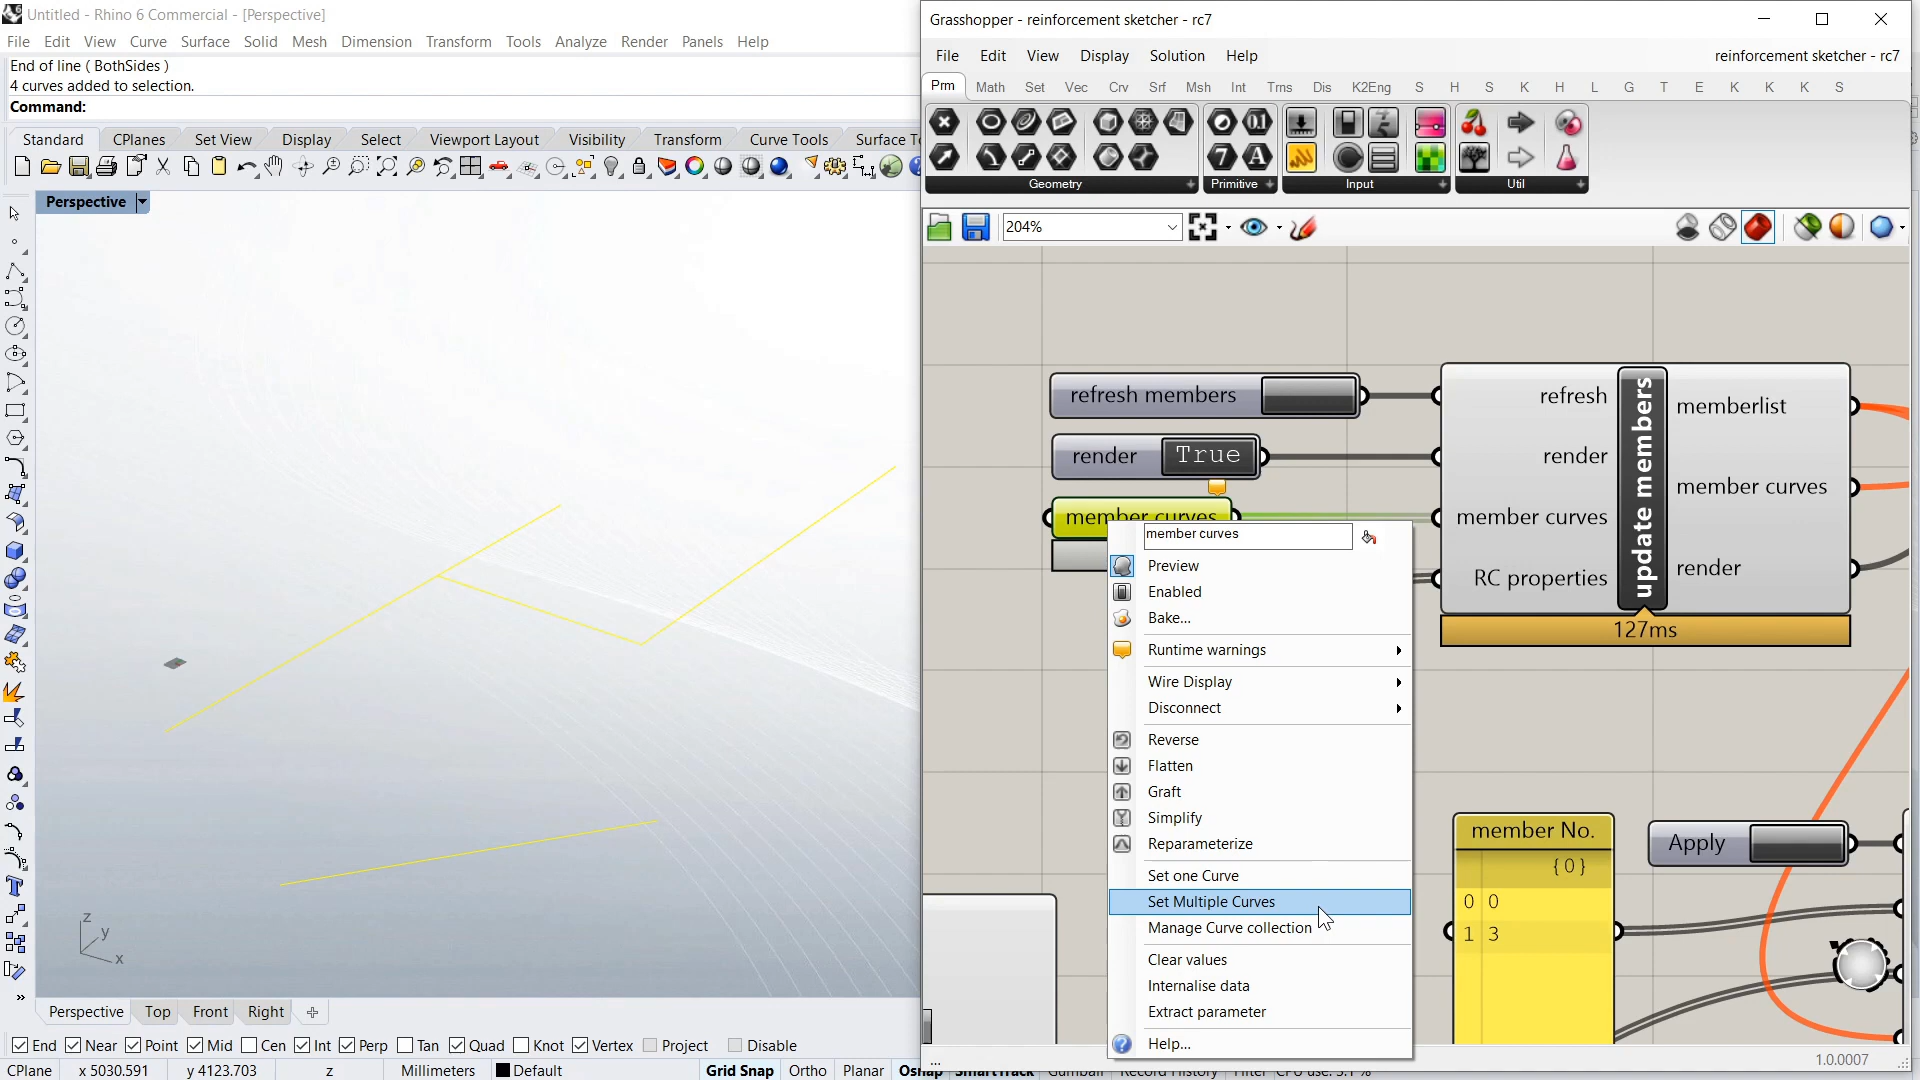 Untitled - Rhino 6 Commercial - [Perspective]
File Edit View Curve Surface Solid Mesh Dimension Transform Tools Analyze Render Panels Help
End of line ( BothSides )
4 curves added to selection.
Command:
Standard CPlanes Set View Display Select Viewport Layout Visibility Transform Curve Tools Surface T
Perspective
z
y
x
Perspective Top Front Right
End Near Point Mid Cen Int Perp Tan Quad Knot Vertex Project Disable
CPlane x 5030.591 y 4123.703 z Millimeters Default Grid Snap Ortho Planar
Grasshopper - reinforcement sketcher - rc7
File Edit View Display Solution Help
reinforcement sketcher - rc7
Prm Math Set Vec Crv Srf Msh Int Trns Dis K2Eng S H S K H L G T E K K K S
Geometry Primitive Input Util
204%
refresh members
render True
member curves
refresh
render
member curves
RC properties
update members
memberlist
member curves
render
127ms
member curves
Preview
Enabled
Bake...
Runtime warnings
Wire Display
Disconnect
Reverse
Flatten
Graft
Simplify
Reparameterize
Set one Curve
Set Multiple Curves
Manage Curve collection
Clear values
Internalise data
Extract parameter
Help...
member No.
{0}
0 0
1 3
Apply
...
1.0.0007